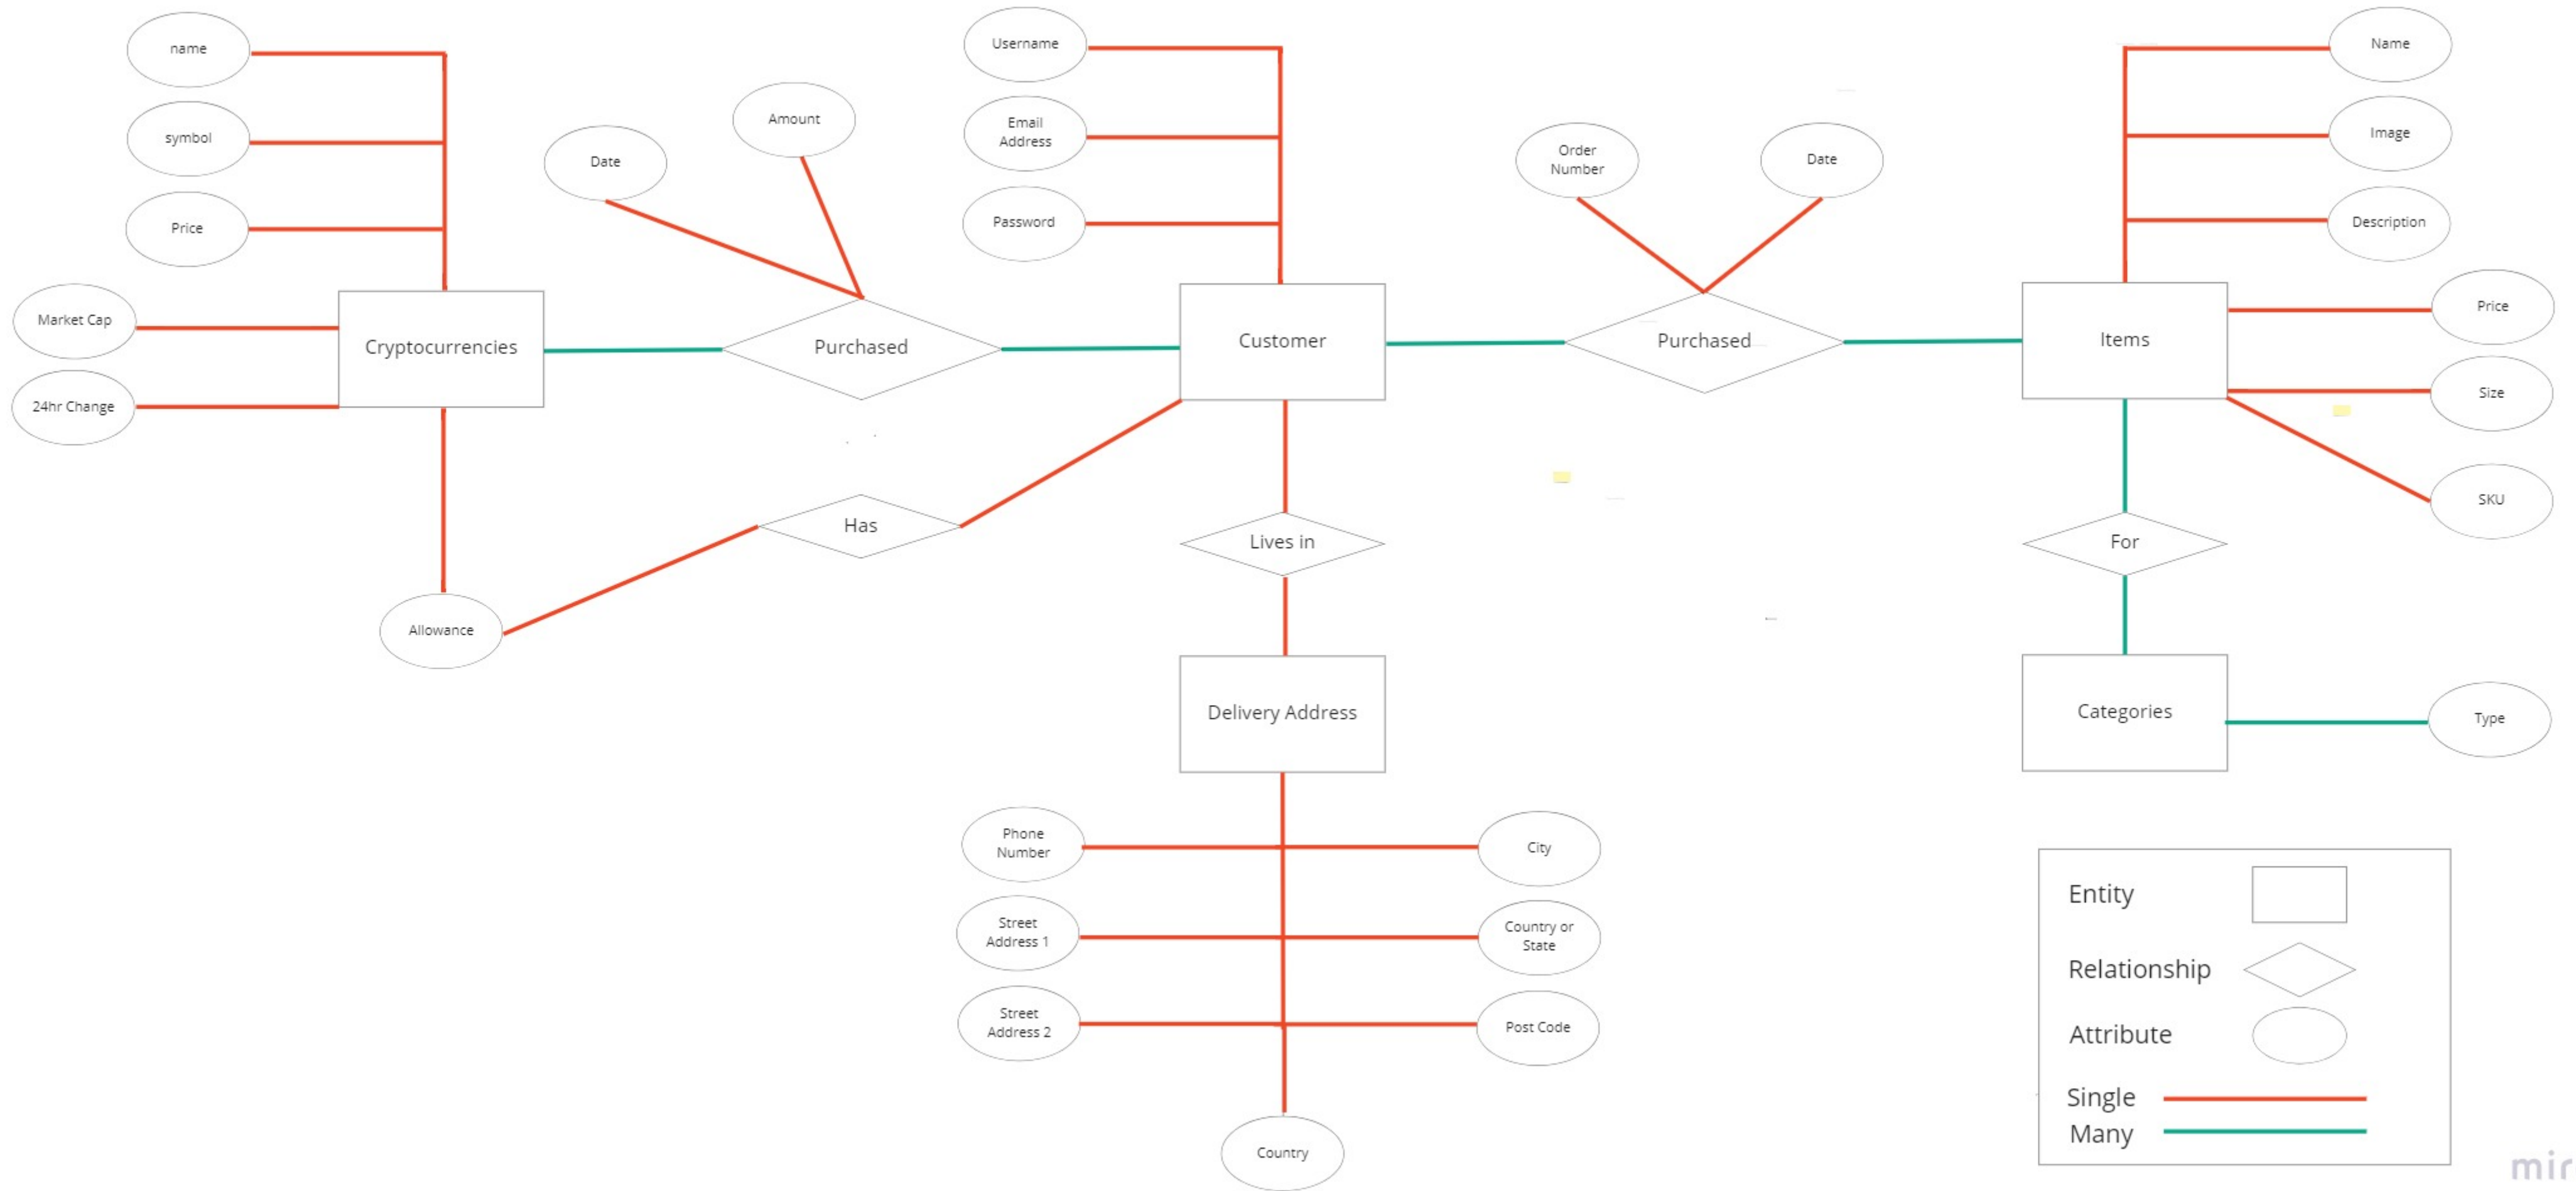 name
symbol
Price
Market Cap
24hr Change
Cryptocurrencies
Allowance
Date
Amount
Purchased
Has
Username
Email
Address
Password
Customer
Lives in
Delivery Address
Phone
Number
Street
Address 1
Street
Address 2
City
Country or
State
Post Code
Country
Order
Number
Date
Purchased
Name
Image
Description
Items
Price
Size
SKU
For
Categories
Type
Entity
Relationship
Attribute
Single
Many
mir